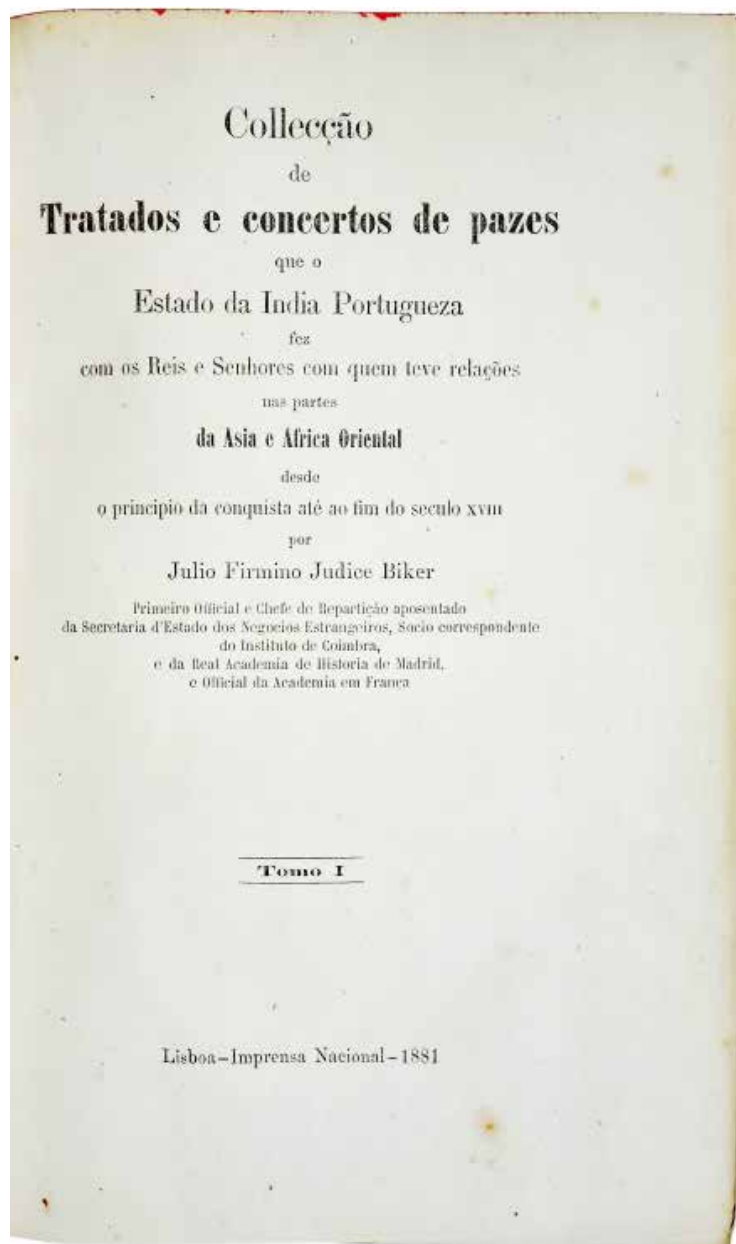 Collecção
de
Tratados e concertos de pazes
que o
Estado da India Portugueza
fez
com os Reis e Senhores com quem teve relações
nas partes
da Asia e Africa Oriental
desde
o principio da conquista até ao fim do seculo XVIII
por
Julio Firmino Judice Biker
Primeiro Official e Chefe de Repartição aposentado
da Secretaria d'Estado dos Negocios Estrangeiros, Socio correspondente
do Instituto de Coimbra,
e da Real Academia de Historia de Madrid,
e Official da Academia em França
Tomo I
Lisboa–Imprensa Nacional–1881